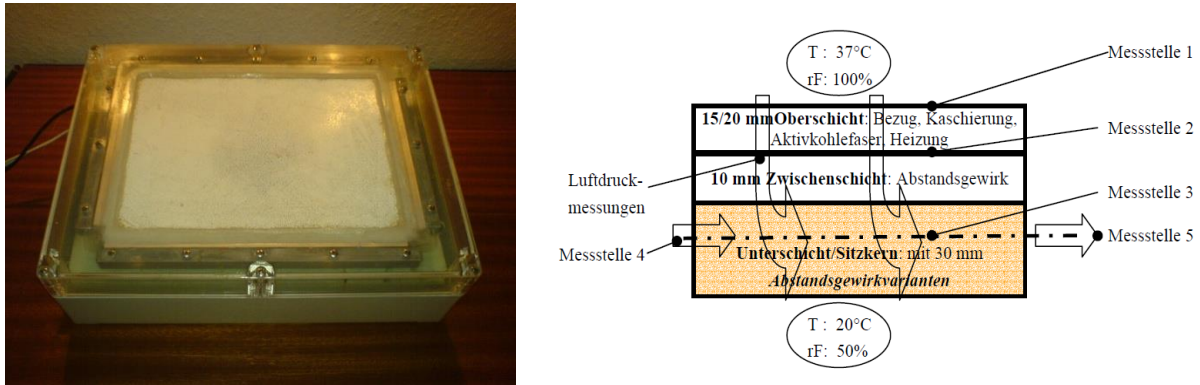 T : 37°C
rF: 100%
Messstelle 1
15/20 mmOberschicht: Bezug, Kaschierung,
Aktivkohlefaser, Heizung
Messstelle 2
Luftdruck-
messungen
10 mm Zwischenschicht: Abstandsgewirk
Messstelle 3
Messstelle 4
Messstelle 5
Unterschicht/Sitzkern: mit 30 mm
Abstandsgewirkvarianten
T : 20°C
rF: 50%